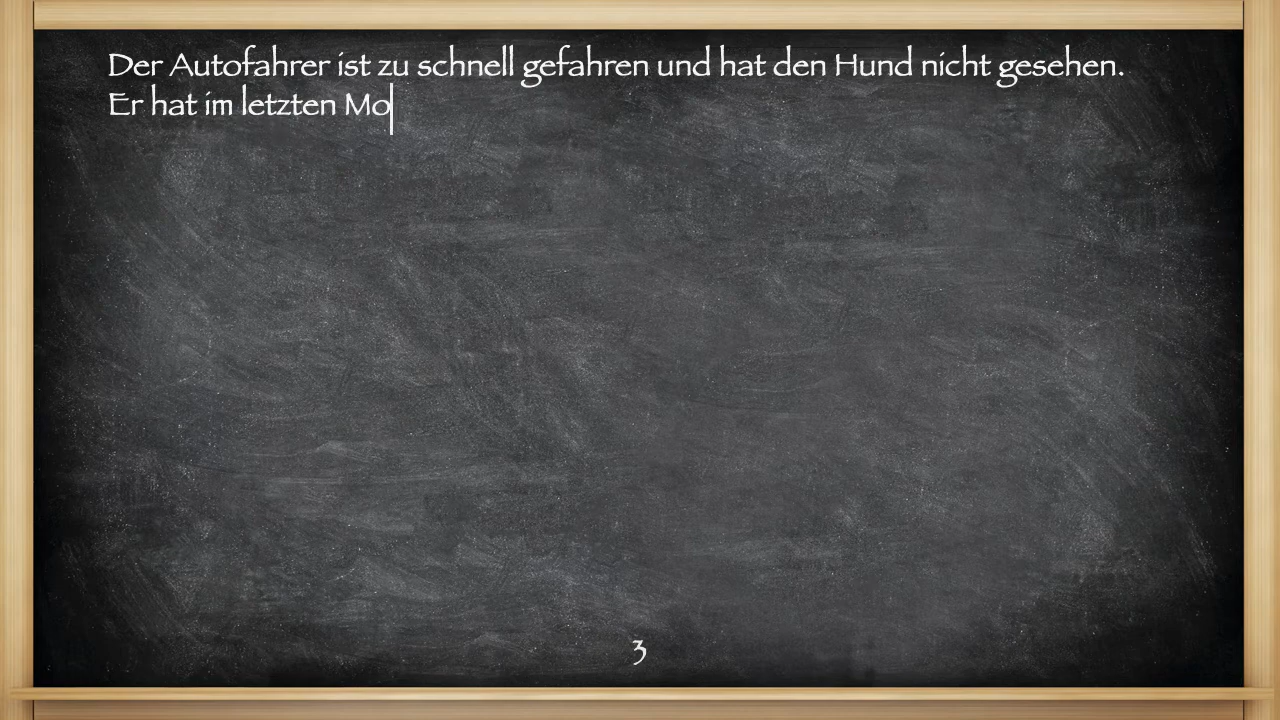 Der Autofahrer ist zu schnell gefahren und hat den Hund nicht gesehen.
Er hat im letzten Mo
3